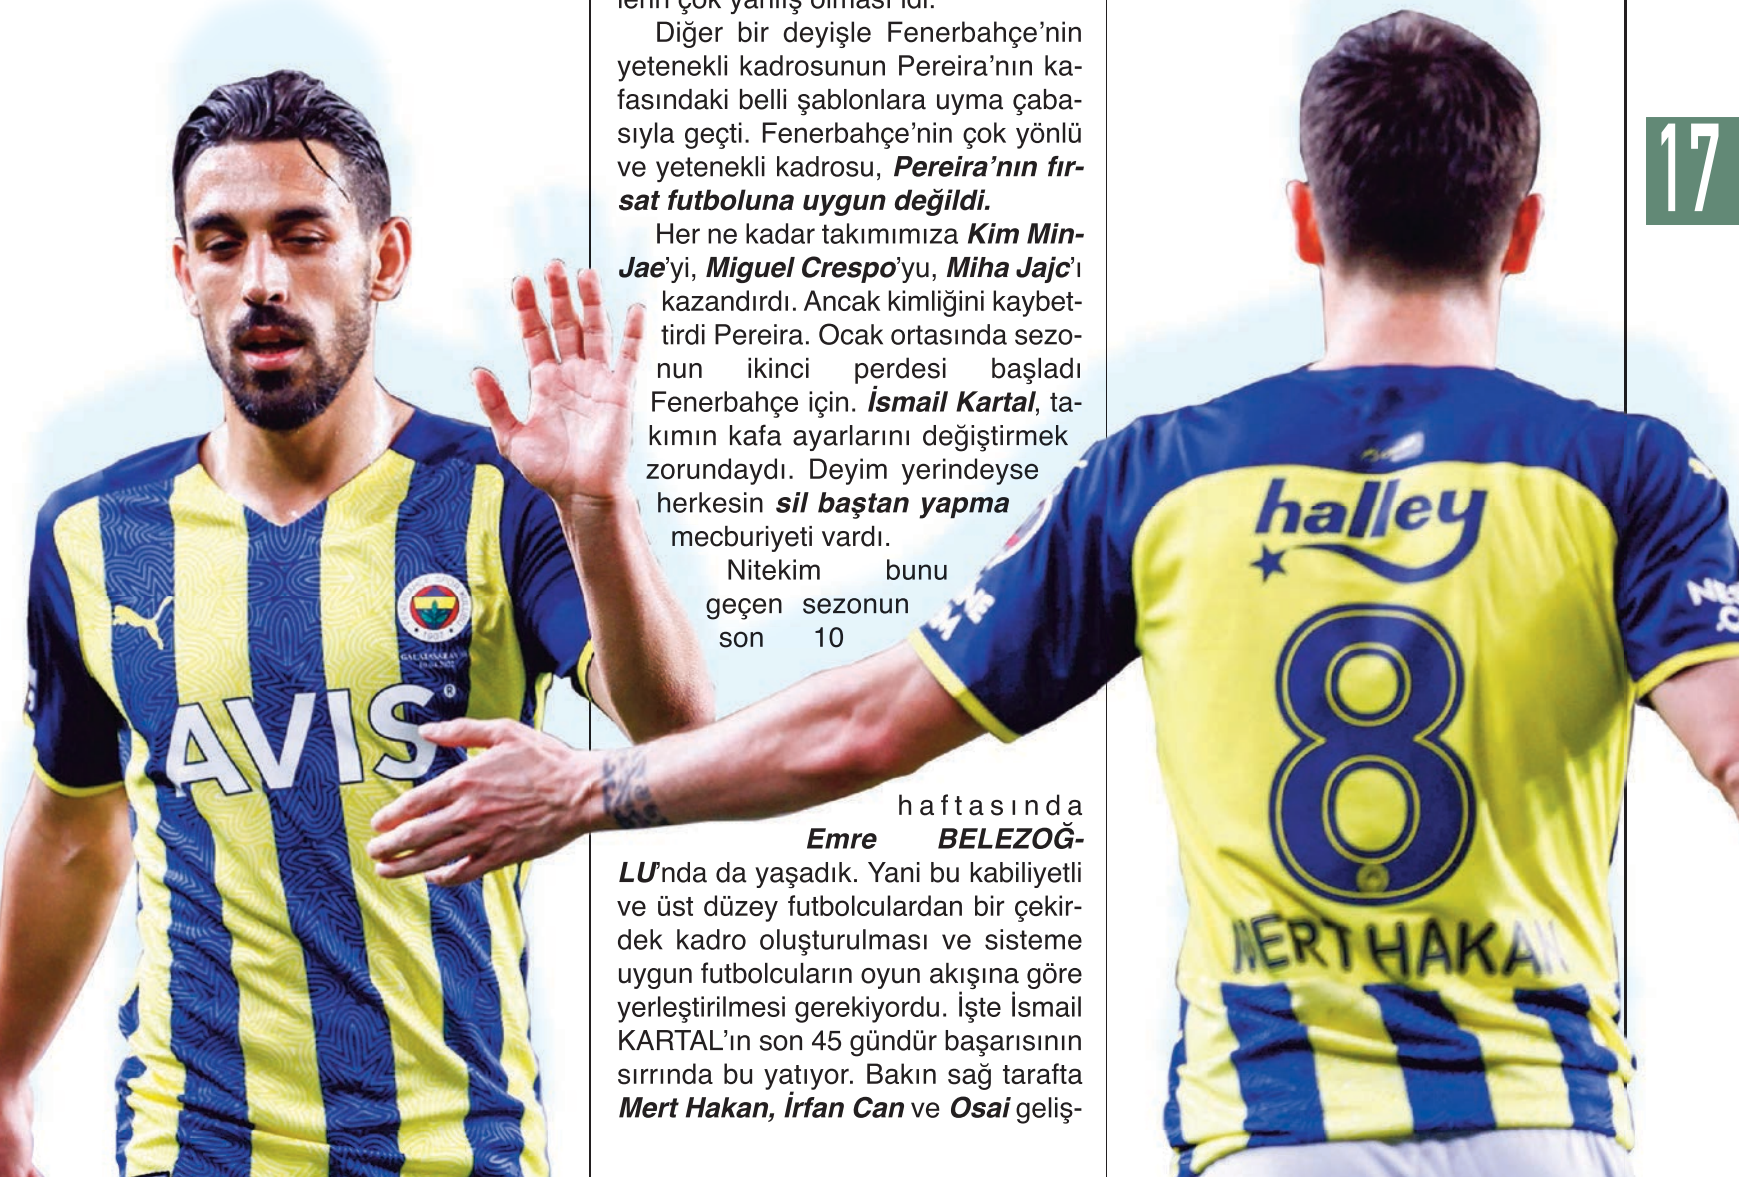 Diğer bir deyişle Fenerbahçe’nin
yetenekli kadrosunun Pereira’nın ka-
fasındaki belli şablonlara uyma çaba-
sıyla geçti. Fenerbahçe’nin çok yönlü
ve yetenekli kadrosu, Pereira’nın fır-
sat futboluna uygun değildi.
Her ne kadar takımımıza Kim Min-
Jae’yi, Miguel Crespo’yu, Miha Jajc’ı
kazandırdı. Ancak kimliğini kaybet-
tirdi Pereira. Ocak ortasında sezo-
nun ikinci perdesi başladı
Fenerbahçe için. İsmail Kartal, ta-
kımın kafa ayarlarını değiştirmek
zorundaydı. Deyim yerindeyse
herkesin sil baştan yapma
mecburiyeti vardı.
Nitekim bunu
geçen sezonun
son 10
haftasında
Emre BELEZOĞ-
LU’nda da yaşadık. Yani bu kabiliyetli
ve üst düzey futbolculardan bir çekir-
dek kadro oluşturulması ve sisteme
uygun futbolcuların oyun akışına göre
yerleştirilmesi gerekiyordu. İşte İsmail
KARTAL’ın son 45 gündür başarısının
sırrında bu yatıyor. Bakın sağ tarafta
Mert Hakan, İrfan Can ve Osai geliş-
17
AVIS
halley
8
MERT HAKAN